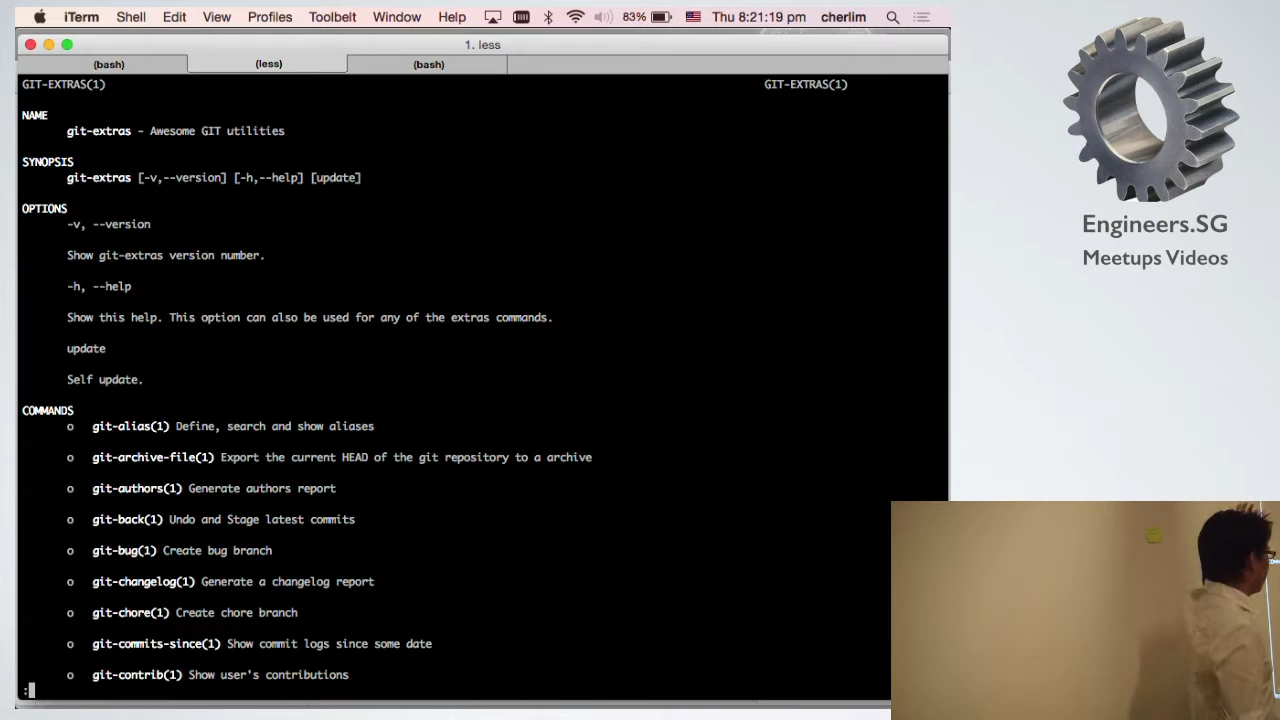 iTerm Shell Edit View Profiles Toolbelt Window Help 83% Thu 8:21:19 pm cherlim
1. less
(bash) (less) (bash)
GIT-EXTRAS(1) GIT-EXTRAS(1)
NAME
git-extras - Awesome GIT utilities
SYNOPSIS
git-extras [-v,--version] [-h,--help] [update]
OPTIONS
-v, --version
Show git-extras version number.
-h, --help
Show this help. This option can also be used for any of the extras commands.
update
Self update.
COMMANDS
o git-alias(1) Define, search and show aliases
o git-archive-file(1) Export the current HEAD of the git repository to a archive
o git-authors(1) Generate authors report
o git-back(1) Undo and Stage latest commits
o git-bug(1) Create bug branch
o git-changelog(1) Generate a changelog report
o git-chore(1) Create chore branch
o git-commits-since(1) Show commit logs since some date
o git-contrib(1) Show user's contributions
:
Engineers.SG
Meetups Videos